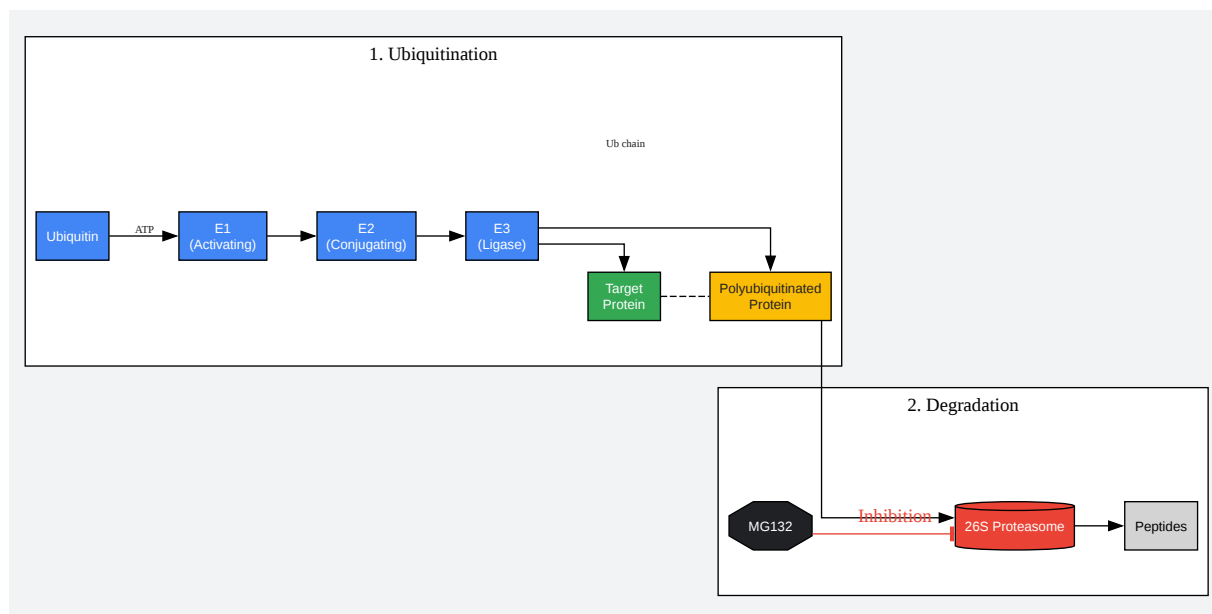 1. Ubiquitination
Ub chain
Ubiquitin
ATP
E1
(Activating)
E2
(Conjugating)
E3
(Ligase)
Target
Protein
Polyubiquitinated
Protein
2. Degradation
MG132
Inhibition
26S Proteasome
Peptides